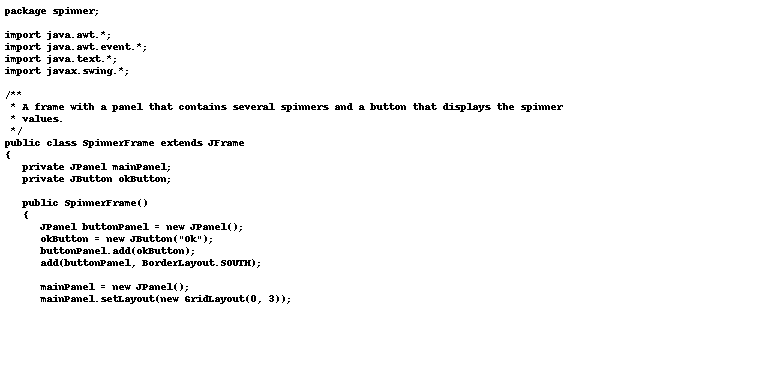 package spinner;

import java.awt.*;
import java.awt.event.*;
import java.text.*;
import javax.swing.*;

/**
 * A frame with a panel that contains several spinners and a button that displays the spinner
 * values.
 */
public class SpinnerFrame extends JFrame
{
   private JPanel mainPanel;
   private JButton okButton;

   public SpinnerFrame()
   {
      JPanel buttonPanel = new JPanel();
      okButton = new JButton("Ok");
      buttonPanel.add(okButton);
      add(buttonPanel, BorderLayout.SOUTH);

      mainPanel = new JPanel();
      mainPanel.setLayout(new GridLayout(0, 3));